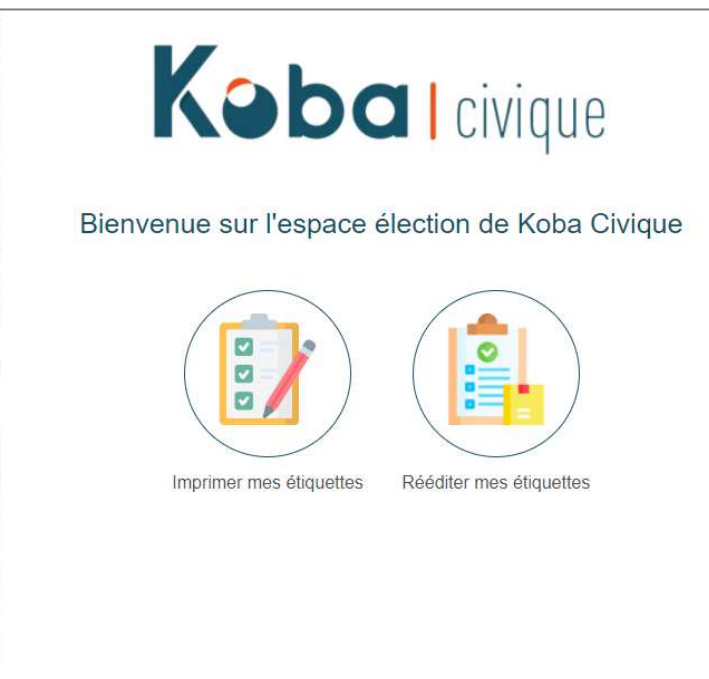 Koba | civique
Bienvenue sur l'espace élection de Koba Civique
Imprimer mes étiquettes
Rééditer mes étiquettes